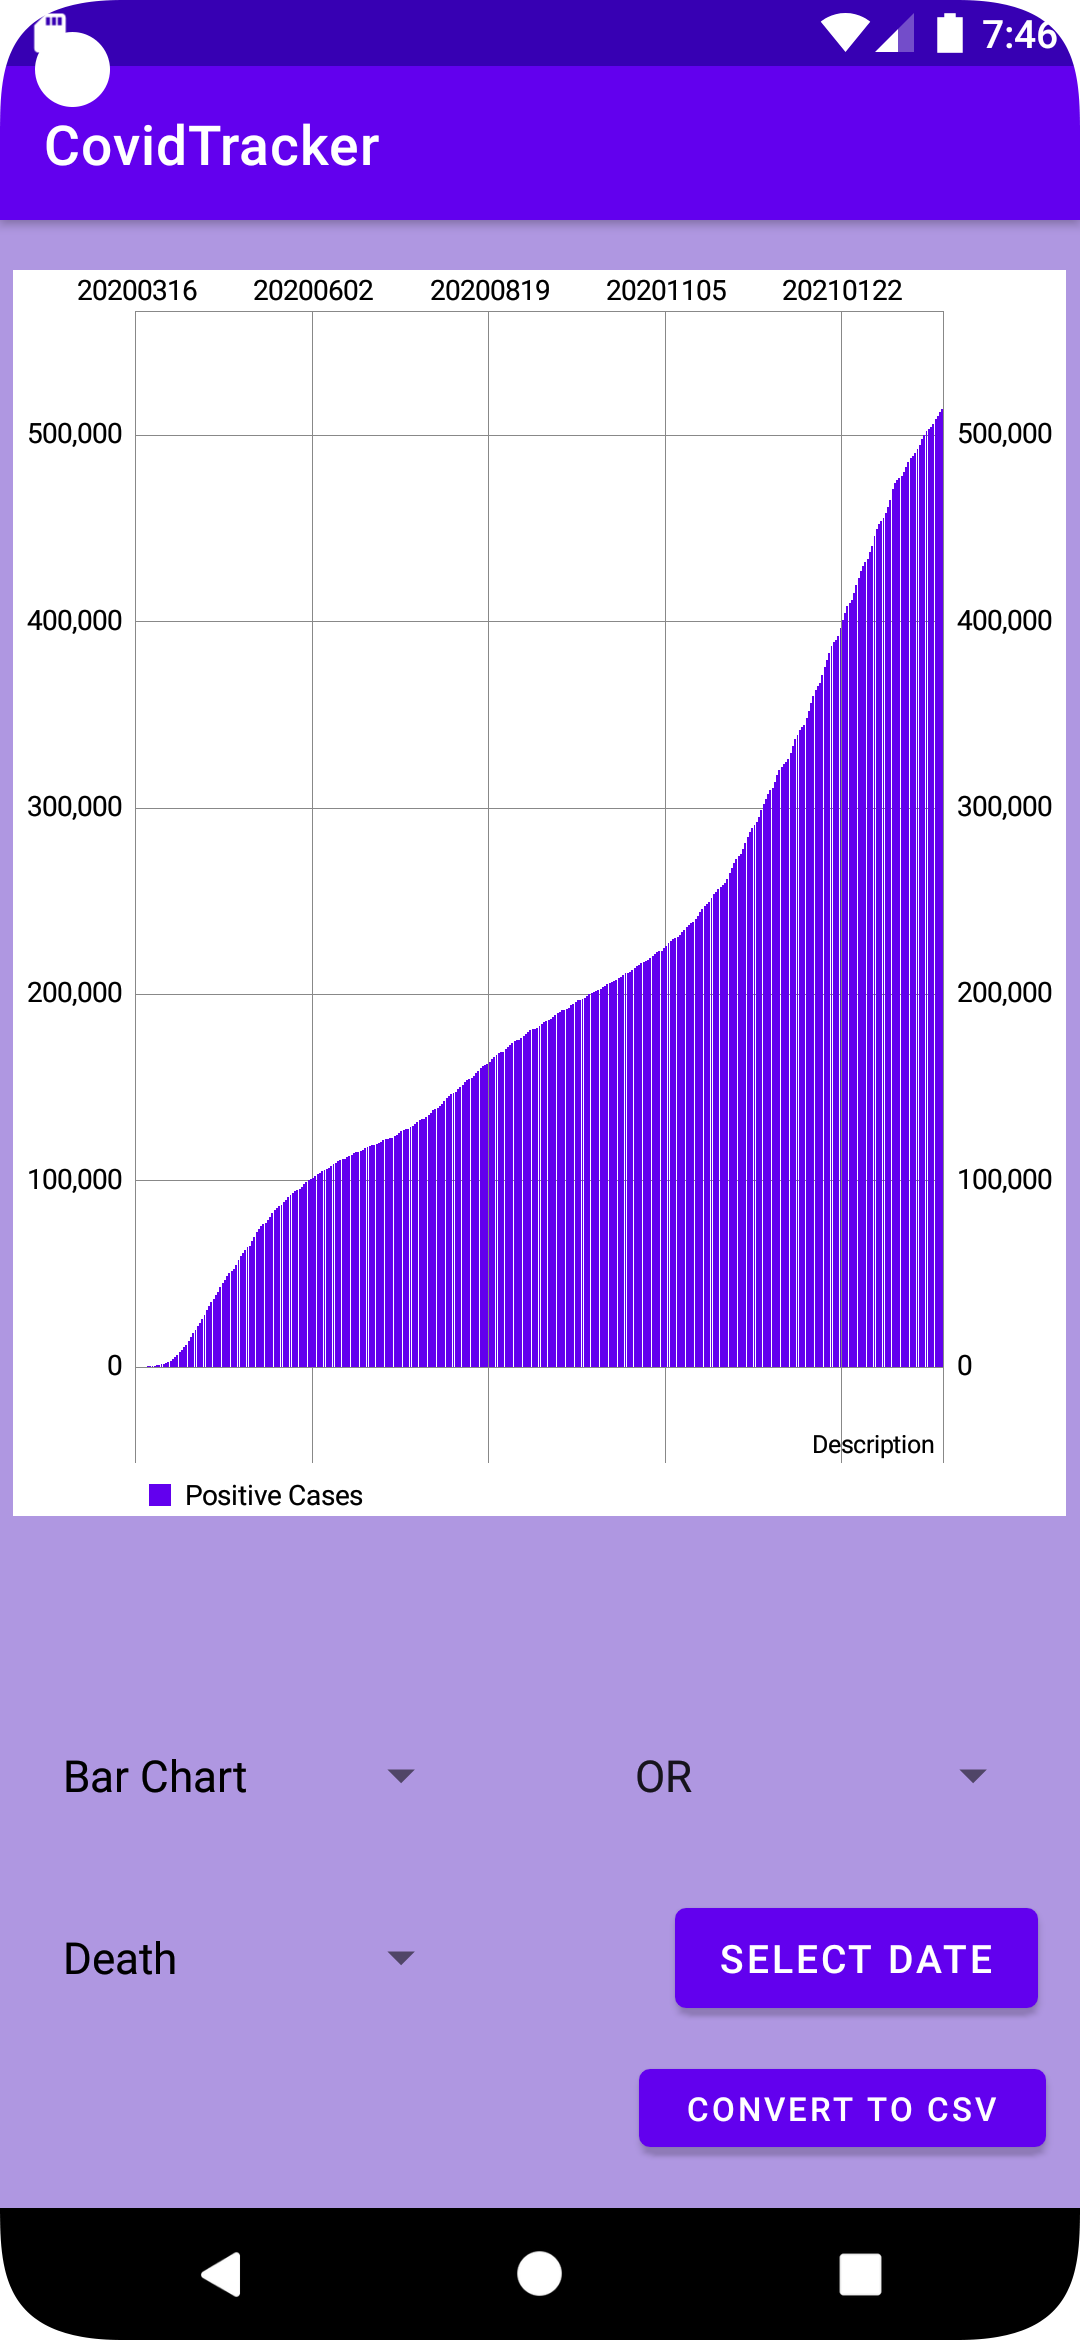 7:46
CovidTracker
20200316 20200602 20200819 20201105 20210122
500,000 500,000
400,000 400,000
300,000 300,000
200,000 200,000
100,000 100,000
0 0
Description
Positive Cases
Bar Chart OR
Death SELECT DATE
CONVERT TO CSV